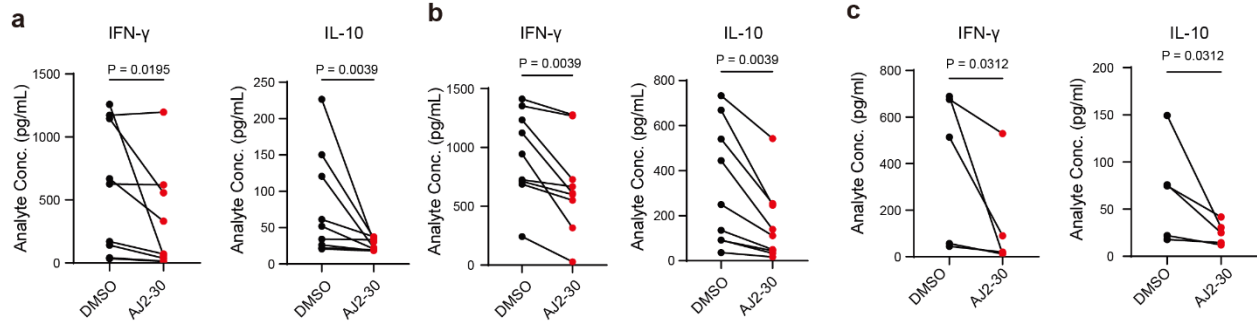 a
IFN-γ
P = 0.0195
Analyte Conc. (pg/mL)
1500
1000
500
0
DMSO
AJ2-30
IL-10
P = 0.0039
Analyte Conc. (pg/mL)
250
200
150
100
50
0
DMSO
AJ2-30
b
IFN-γ
P = 0.0039
Analyte Conc. (pg/mL)
1500
1000
500
0
DMSO
AJ2-30
IL-10
P = 0.0039
Analyte Conc. (pg/mL)
800
600
400
200
0
DMSO
AJ2-30
c
IFN-γ
P = 0.0312
Analyte Conc. (pg/ml)
800
600
400
200
0
DMSO
AJ2-30
IL-10
P = 0.0312
Analyte Conc. (pg/ml)
200
150
100
50
0
DMSO
AJ2-30